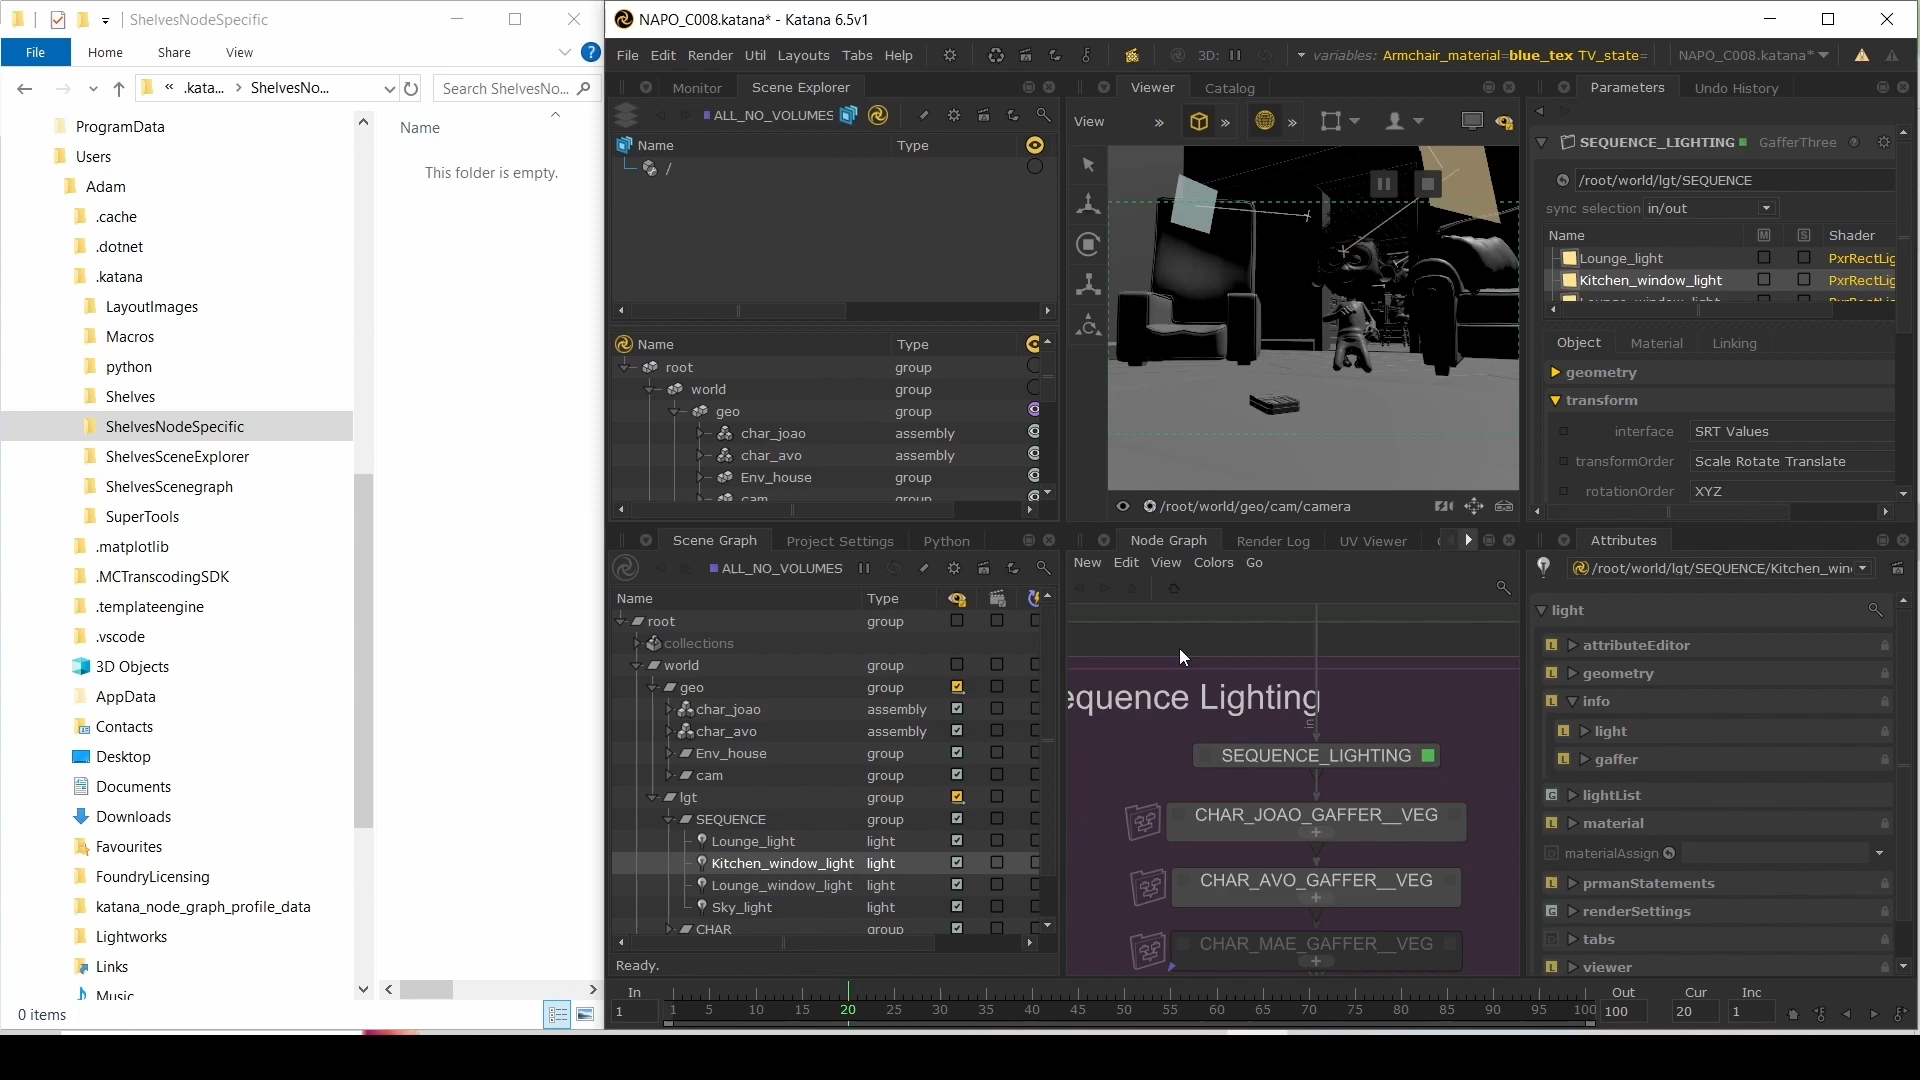 ShelvesNodeSpecific
File
Home
Share
View
.kata...
ShelvesNo...
Search ShelvesNo...
Name
This folder is empty.
ProgramData
Users
Adam
.cache
.dotnet
.katana
LayoutImages
Macros
python
Shelves
ShelvesNodeSpecific
ShelvesSceneExplorer
ShelvesScenegraph
SuperTools
.matplotlib
.MCTranscodingSDK
.templateengine
.vscode
3D Objects
AppData
Contacts
Desktop
Documents
Downloads
Favourites
FoundryLicensing
katana_node_graph_profile_data
Lightworks
Links
Music
0 items
NAPO_C008.katana* - Katana 6.5v1
File Edit Render Util Layouts Tabs Help
3D:
variables: Armchair_material=blue_tex TV_state=
NAPO_C008.katana*
Monitor
Scene Explorer
ALL_NO_VOLUMES
Name Type
/
Name Type
root group
world group
geo group
char_joao assembly
char_avo assembly
Env_house group
cam group
Viewer
Catalog
View
/root/world/geo/cam/camera
Parameters
Undo History
SEQUENCE_LIGHTING GafferThree
/root/world/lgt/SEQUENCE
sync selection in/out
Name M S Shader
Lounge_light PxrRectLig
Kitchen_window_light PxrRectLig
Lounge_window_light PxrRectLig
Object Material Linking
geometry
transform
interface SRT Values
transformOrder Scale Rotate Translate
rotationOrder XYZ
Scene Graph
Project Settings
Python
ALL_NO_VOLUMES
Name Type
root group
collections
world group
geo group
char_joao assembly
char_avo assembly
Env_house group
cam group
lgt group
SEQUENCE group
Lounge_light light
Kitchen_window_light light
Lounge_window_light light
Sky_light light
CHAR group
Ready.
Node Graph
Render Log
UV Viewer
New Edit View Colors Go
equence Lighting
in
SEQUENCE_LIGHTING
CHAR_JOAO_GAFFER__VEG
CHAR_AVO_GAFFER__VEG
CHAR_MAE_GAFFER__VEG
Attributes
/root/world/lgt/SEQUENCE/Kitchen_win
light
L attributeEditor
L geometry
L info
L light
L gaffer
G lightList
L material
materialAssign
L prmanStatements
G renderSettings
tabs
L viewer
In
1
1 5 10 15 20 25 30 35 40 45 50 55 60 65 70 75 80 85 90 95 100
Out Cur Inc
100 20 1